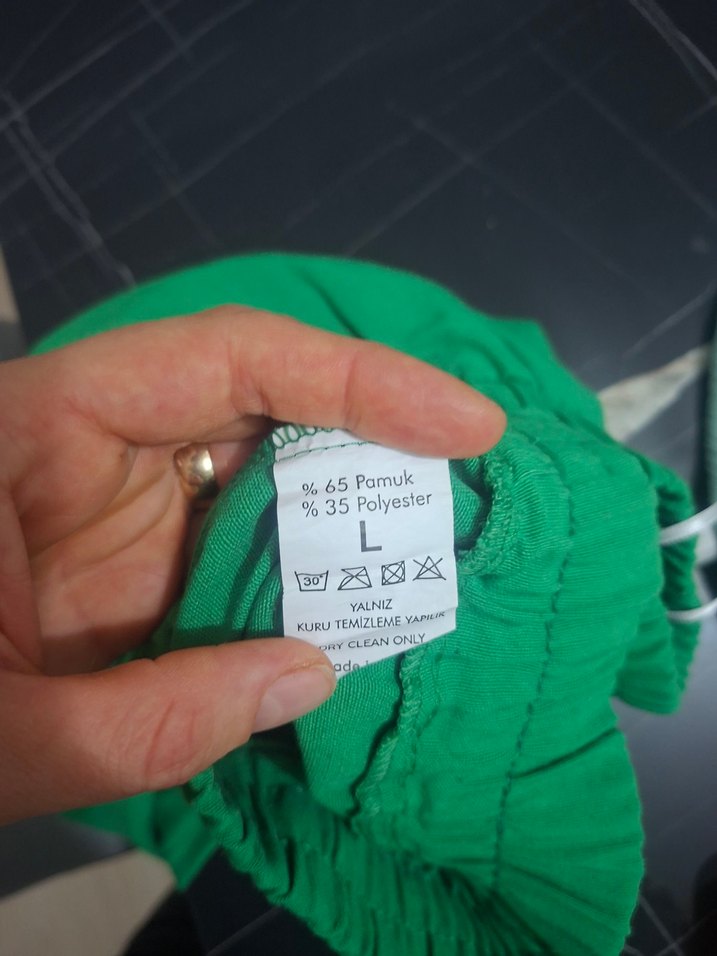 % 65 Pamuk
% 35 Polyester
L
30°
YALNIZ
KURU TEMİZLEME YAPILIR
DRY CLEAN ONLY